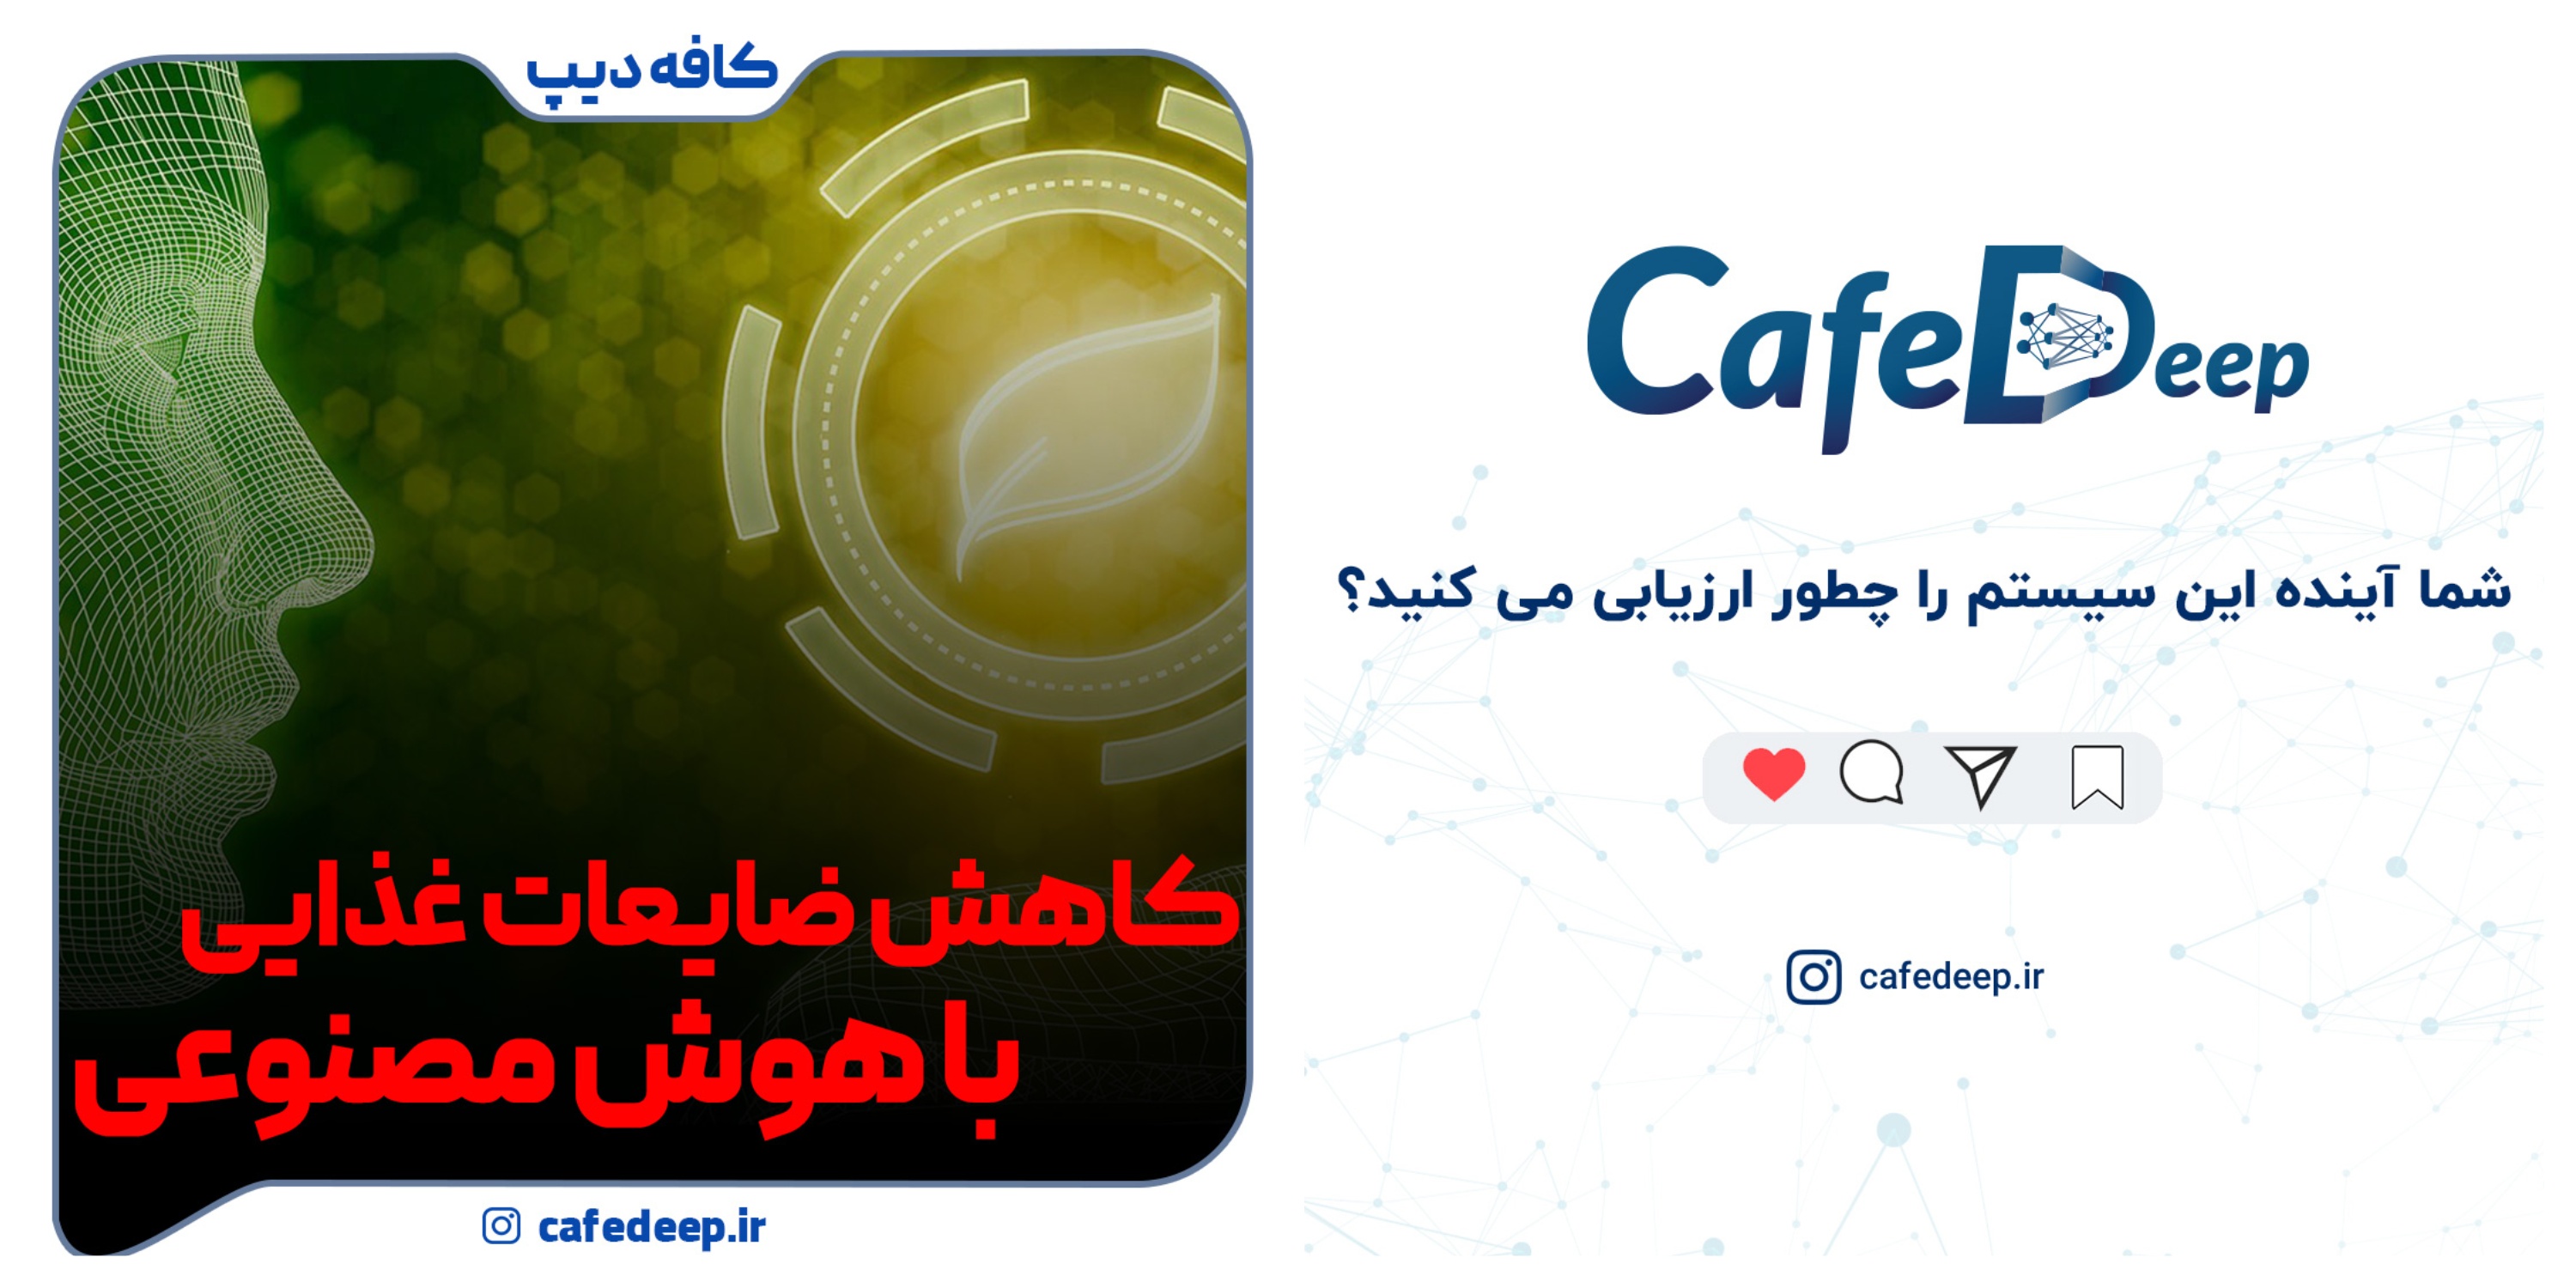 کافه دیپ
کاهش ضایعات غذایی
با هوش مصنوعی
cafedeep.ir
CafeDeep
شما آینده این سیستم را چطور ارزیابی می کنید؟
cafedeep.ir